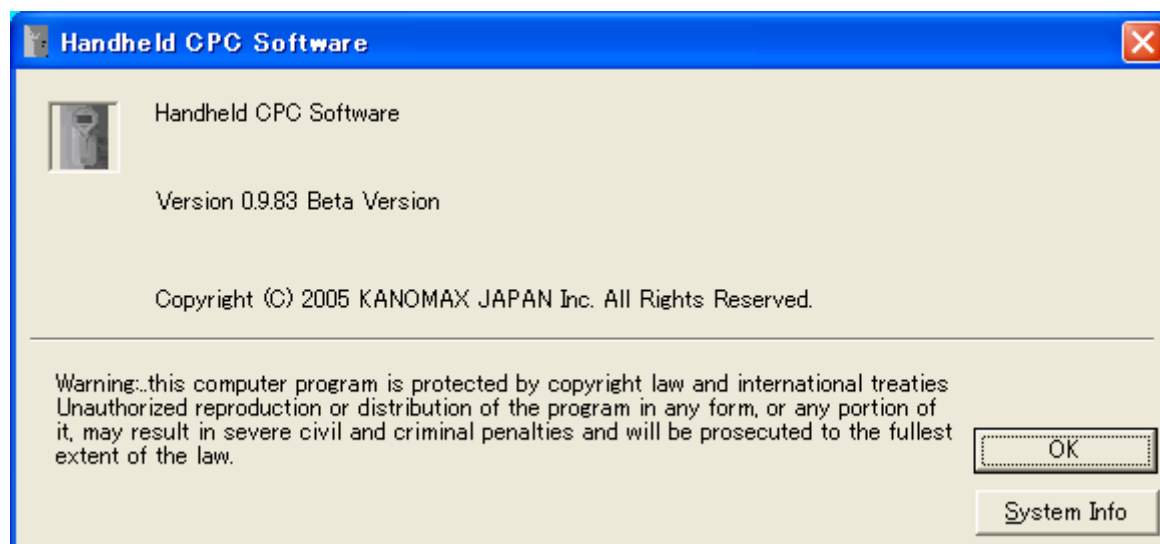 Handheld CPC Software
Handheld CPC Software
Version 0.9.83 Beta Version
Copyright (C) 2005 KANOMAX JAPAN Inc. All Rights Reserved.
Warning:..this computer program is protected by copyright law and international treaties
Unauthorized reproduction or distribution of the program in any form, or any portion of
it, may result in severe civil and criminal penalties and will be prosecuted to the fullest
extent of the law.
OK
System Info